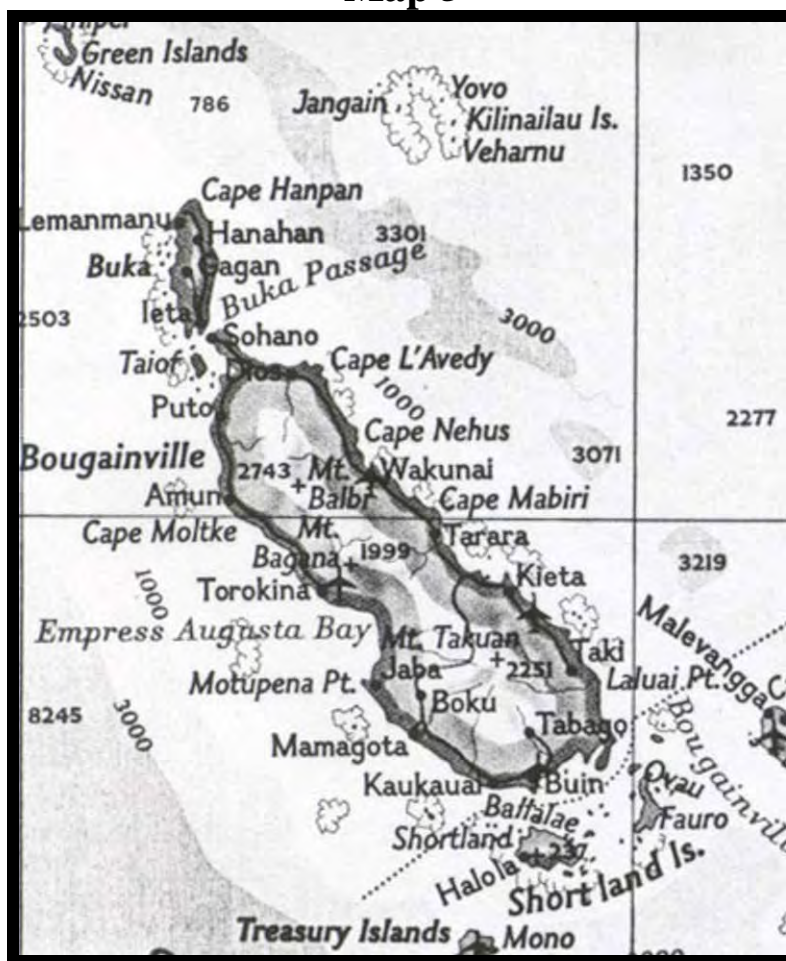 Green Islands
Nissan
786
Jangain
Yovo
Kilinailau Is.
Veharnu
1350
Cape Hanpan
Lemanmanu
Hanahan
3301
Buka
Gagan
Buka Passage
Ieta
2503
3000
Sohano
Taiof
Dios
Cape L'Avedy
Puto
1000
2277
Cape Nehus
Bougainville
3071
2743
Mt.
Balbi
Wakunai
Amun
Cape Mabiri
Cape Moltke
Mt.
Bagana
1999
Tarara
3219
1000
Torokina
Kieta
Empress Augusta Bay
Mt. Takuan
Malevangga
2251
Taki
Motupena Pt.
Jaba
Laluai Pt.
8245
3000
Boku
Tabago
Mamagota
Bougainville
Kaukauai
Buin
Ovau
Ballalae
Fauro
Shortland
Halola
Shortland Is.
Treasury Islands
Mono